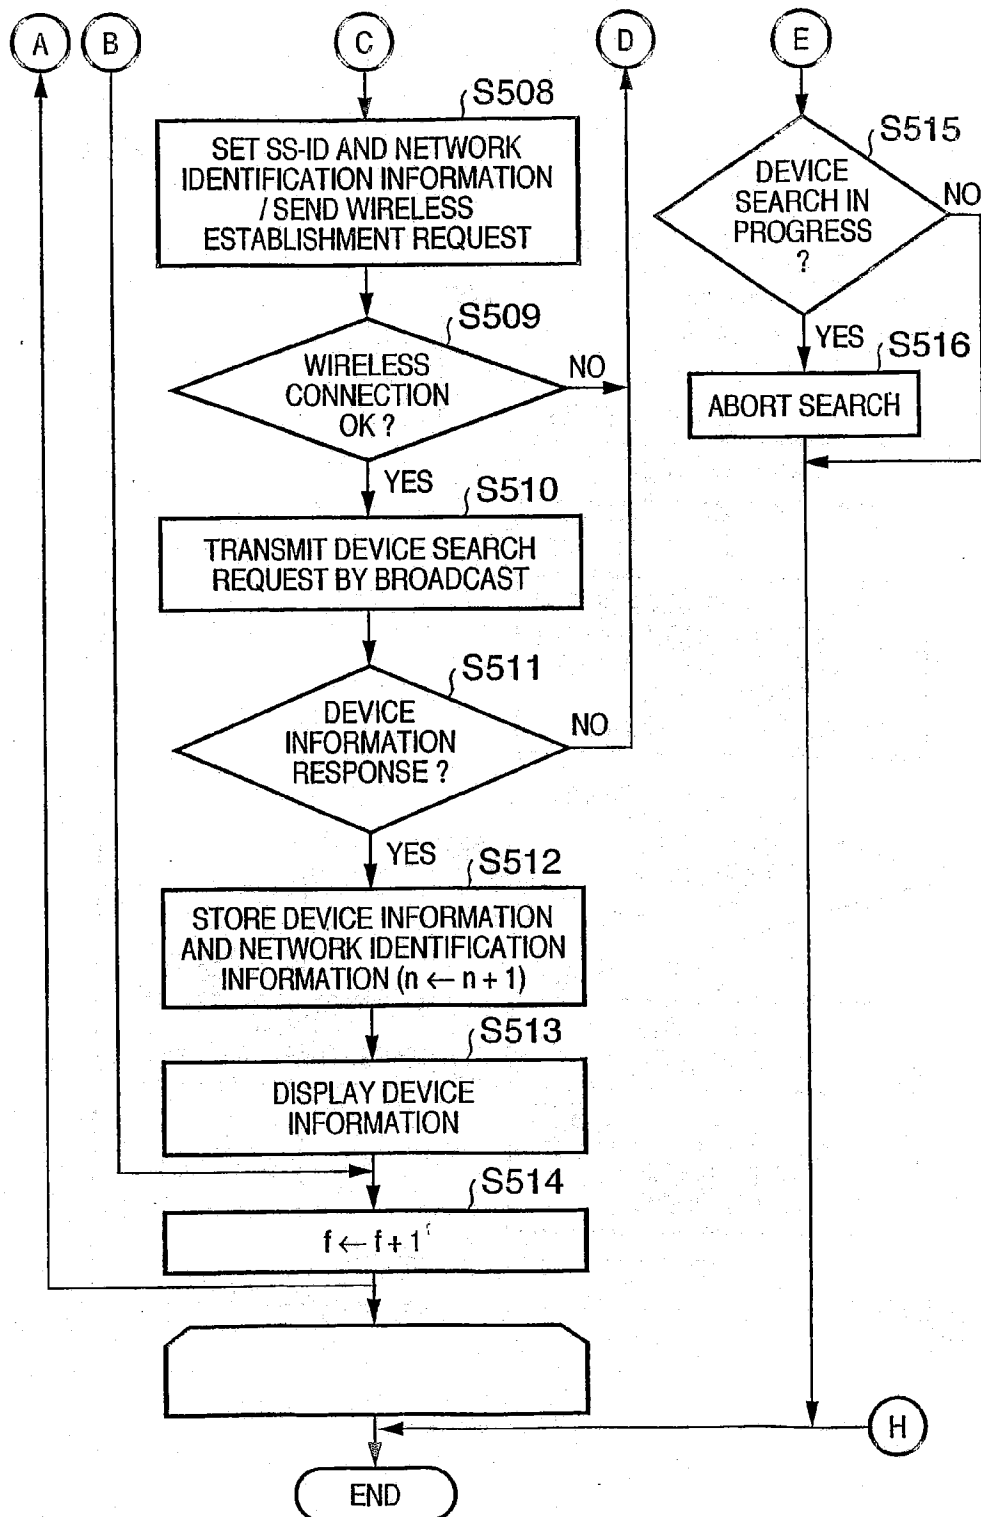 A
B
C
D
E
S508
SET SS-ID AND NETWORK
IDENTIFICATION INFORMATION
/ SEND WIRELESS
ESTABLISHMENT REQUEST
S509
WIRELESS
CONNECTION
OK ?
NO
YES
S510
TRANSMIT DEVICE SEARCH
REQUEST BY BROADCAST
S511
DEVICE
INFORMATION
RESPONSE ?
NO
YES
S512
STORE DEVICE INFORMATION
AND NETWORK IDENTIFICATION
INFORMATION (n ← n + 1)
S513
DISPLAY DEVICE
INFORMATION
S514
f ← f + 1
S515
DEVICE
SEARCH IN
PROGRESS
?
NO
YES
S516
ABORT SEARCH
H
END